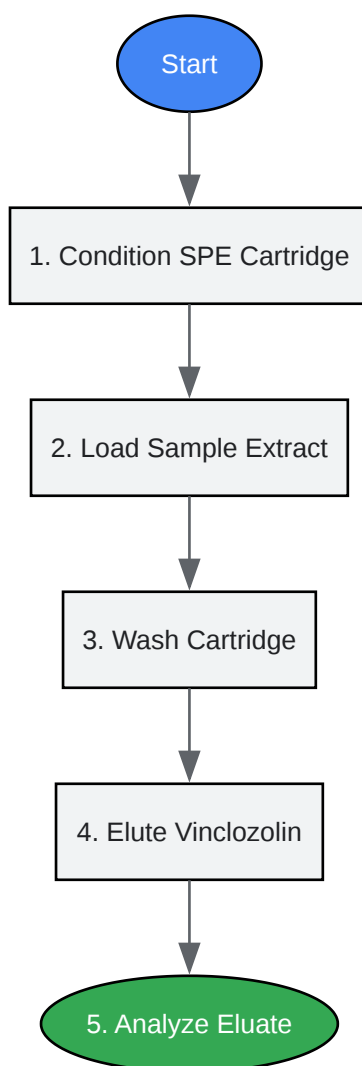 Start
1. Condition SPE Cartridge
2. Load Sample Extract
3. Wash Cartridge
4. Elute Vinclozolin
5. Analyze Eluate